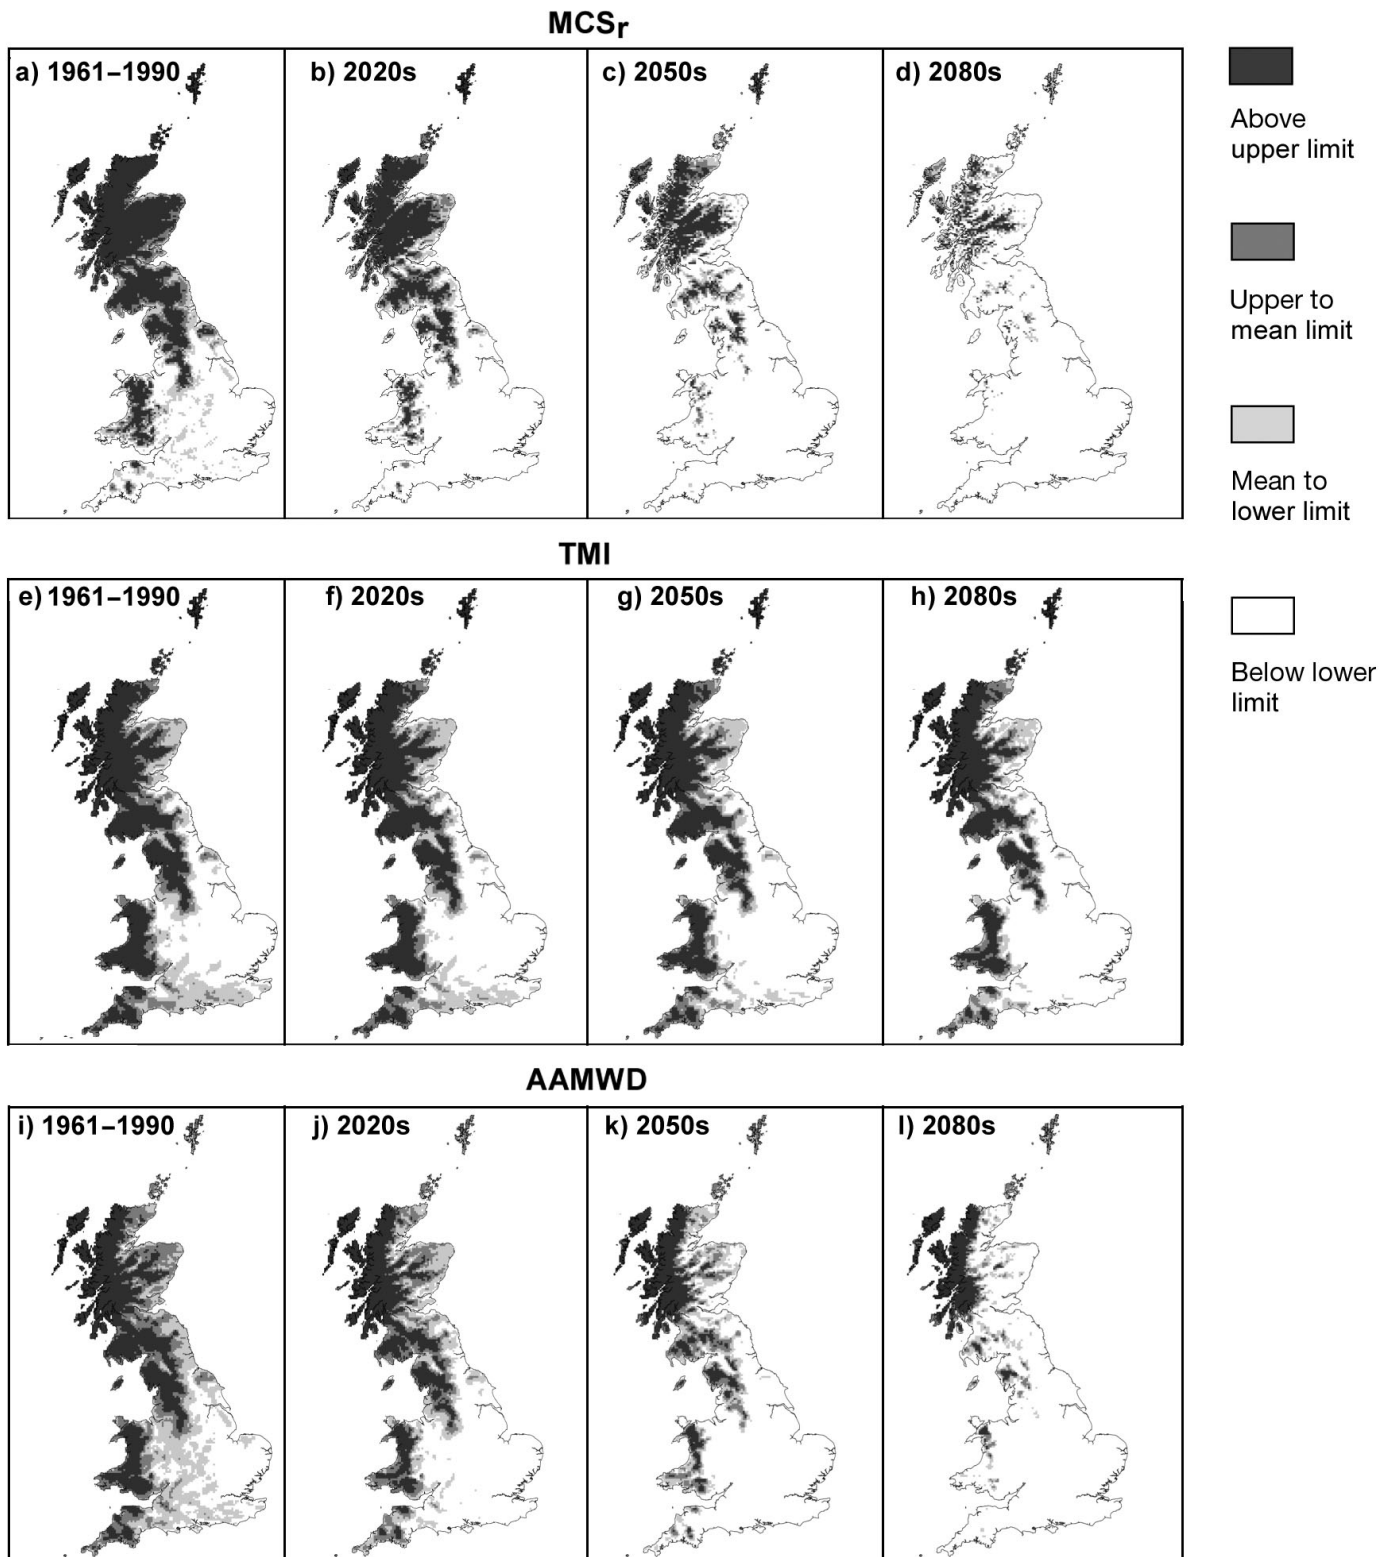 MCSr
a) 1961–1990
b) 2020s
c) 2050s
d) 2080s
Above
upper limit
Upper to
mean limit
Mean to
lower limit
Below lower
limit
TMI
e) 1961–1990
f) 2020s
g) 2050s
h) 2080s
AAMWD
i) 1961–1990
j) 2020s
k) 2050s
l) 2080s